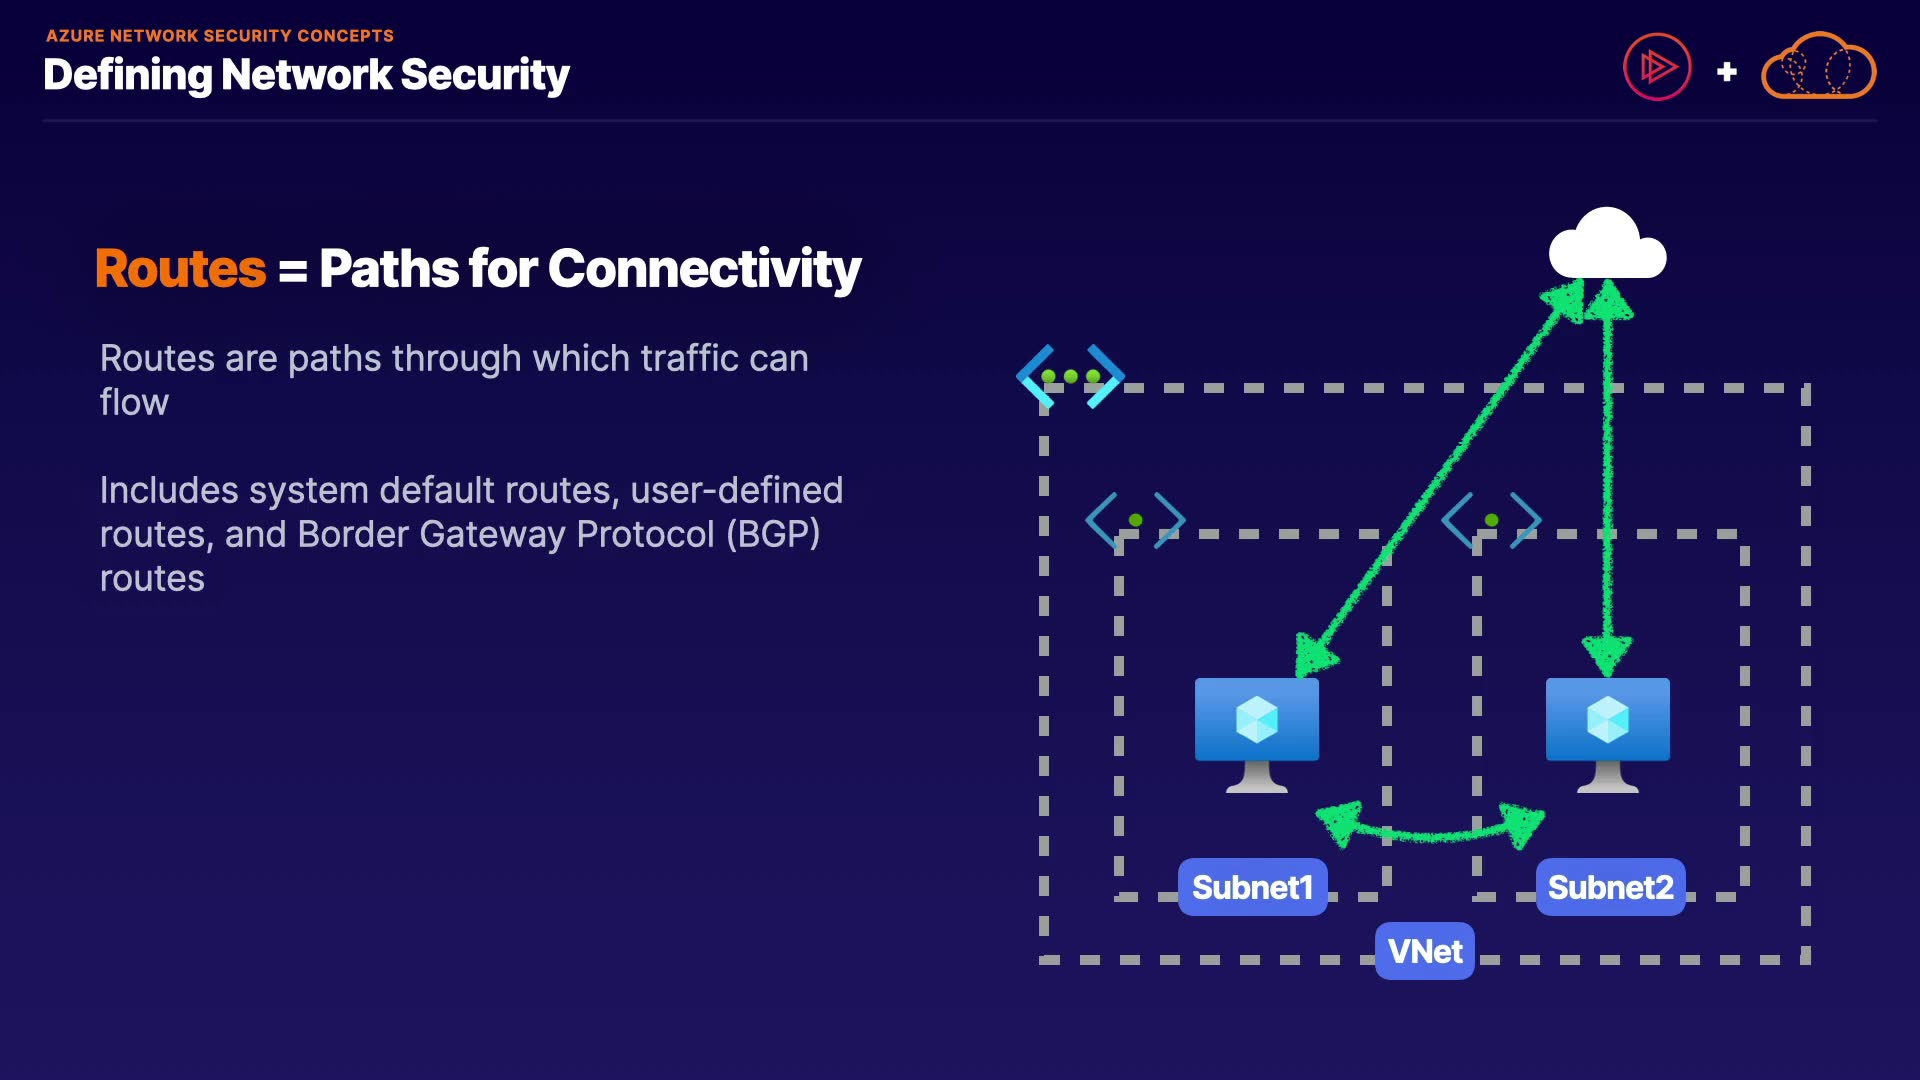 AZURE NETWORK SECURITY CONCEPTS
Defining Network Security
+
Routes = Paths for Connectivity
Routes are paths through which traffic can
flow
Includes system default routes, user-defined
routes, and Border Gateway Protocol (BGP)
routes
Subnet1
Subnet2
VNet